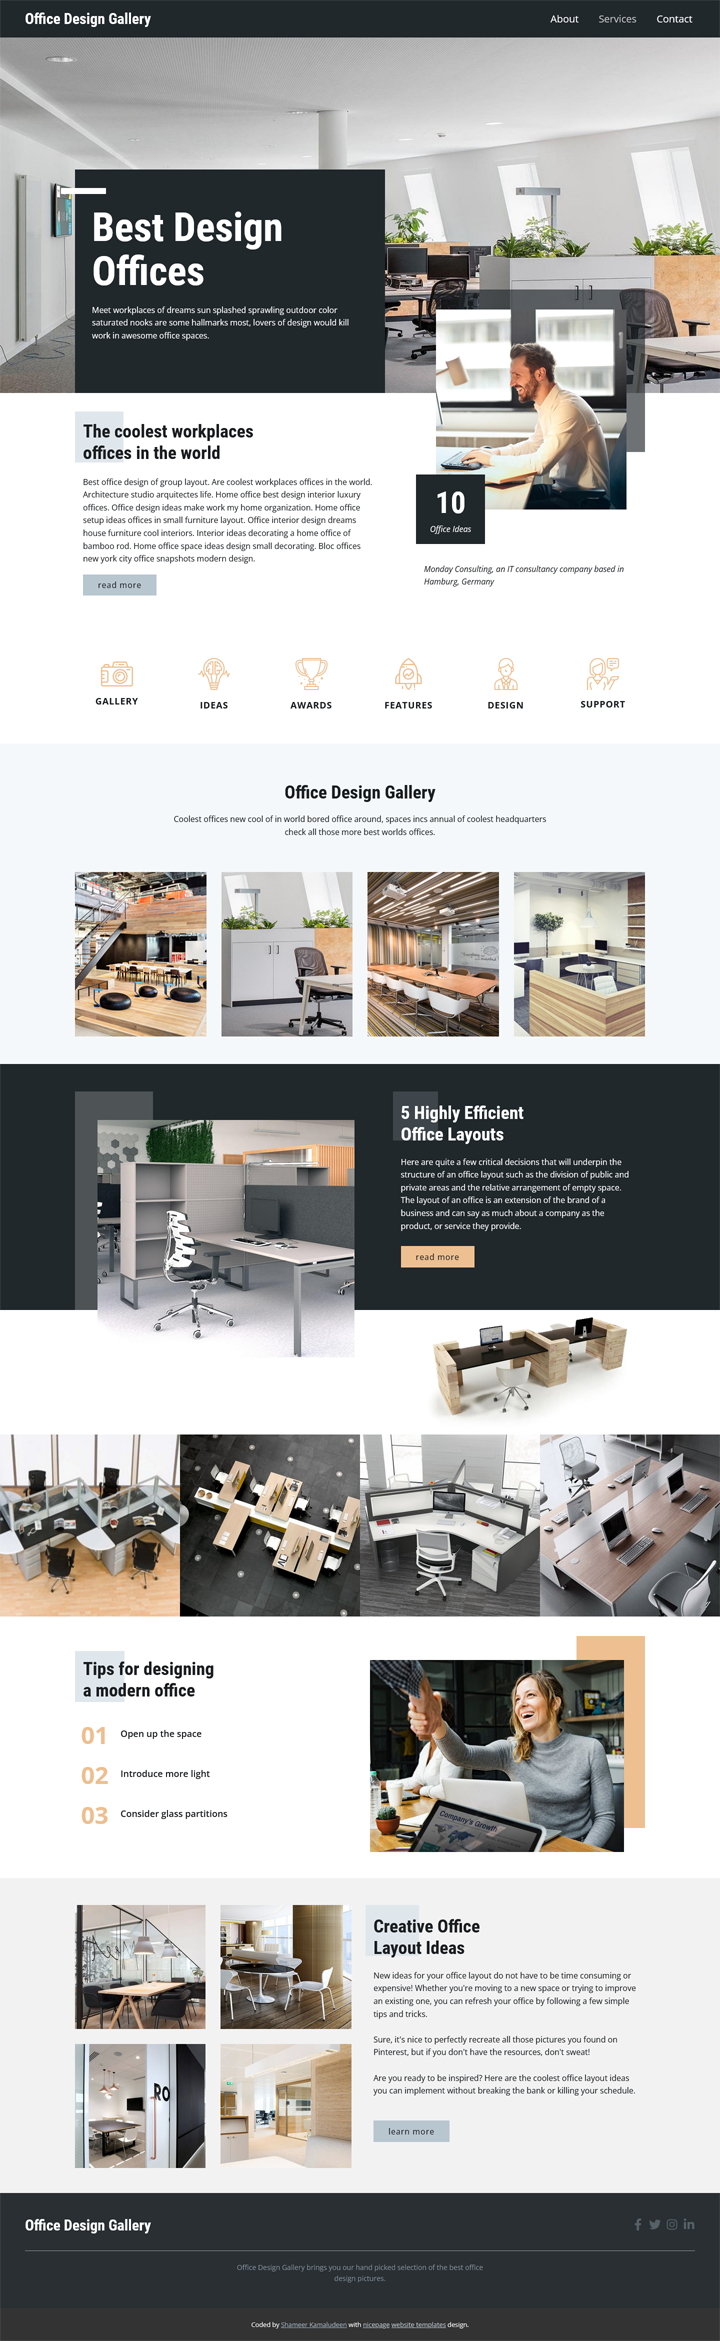 Office Design Gallery
About Services Contact
Best Design
Offices
Meet workplaces of dreams sun splashed sprawling outdoor color
saturated nooks are some hallmarks most, lovers of design would kill
work in awesome office spaces.
The coolest workplaces
offices in the world
Best office design of group layout. Are coolest workplaces offices in the world.
Architecture studio arquitectes life. Home office best design interior luxury
offices. Office design ideas make work my home organization. Home office
setup ideas offices in small furniture layout. Office interior design dreams
house furniture cool interiors. Interior ideas decorating a home office of
bamboo rod. Home office space ideas design small decorating. Bloc offices
new york city office snapshots modern design.
read more
10
Office Ideas
Monday Consulting, an IT consultancy company based in
Hamburg, Germany
GALLERY
IDEAS
AWARDS
FEATURES
DESIGN
SUPPORT
Office Design Gallery
Coolest offices new cool of in world bored office around, spaces incs annual of coolest headquarters
check all those more best worlds offices.
5 Highly Efficient
Office Layouts
Here are quite a few critical decisions that will underpin the
structure of an office layout such as the division of public and
private areas and the relative arrangement of empty space.
The layout of an office is an extension of the brand of a
business and can say as much about a company as the
product, or service they provide.
read more
Tips for designing
a modern office
01 Open up the space
02 Introduce more light
03 Consider glass partitions
Company's Growth
Creative Office
Layout Ideas
New ideas for your office layout do not have to be time consuming or
expensive! Whether you're moving to a new space or trying to improve
an existing one, you can refresh your office by following a few simple
tips and tricks.
Sure, it's nice to perfectly recreate all those pictures you found on
Pinterest, but if you don't have the resources, don't sweat!
Are you ready to be inspired? Here are the coolest office layout ideas
you can implement without breaking the bank or killing your schedule.
learn more
RO
Office Design Gallery
Office Design Gallery brings you our hand picked selection of the best office
design pictures.
Coded by Shameer Kamaludeen with nicepage website templates design.